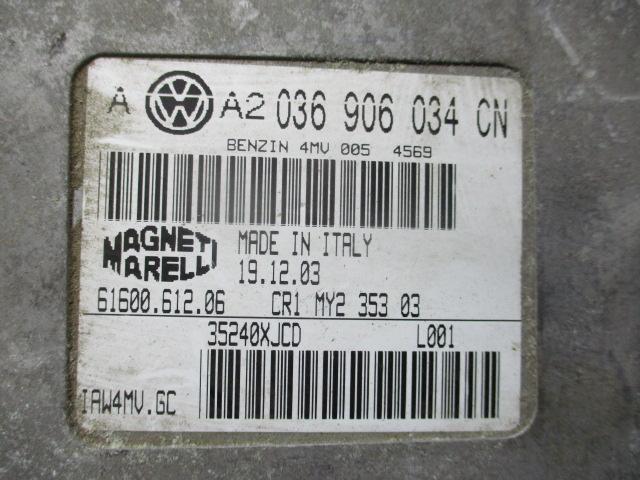 A A2 036 906 034 CN
BENZIN 4MV 005 4569
MAGNETI
MARELLI
MADE IN ITALY
19.12.03
61600.612.06 CR1 MY2 353 03
35240XJCD L001
IAW4MV.GC